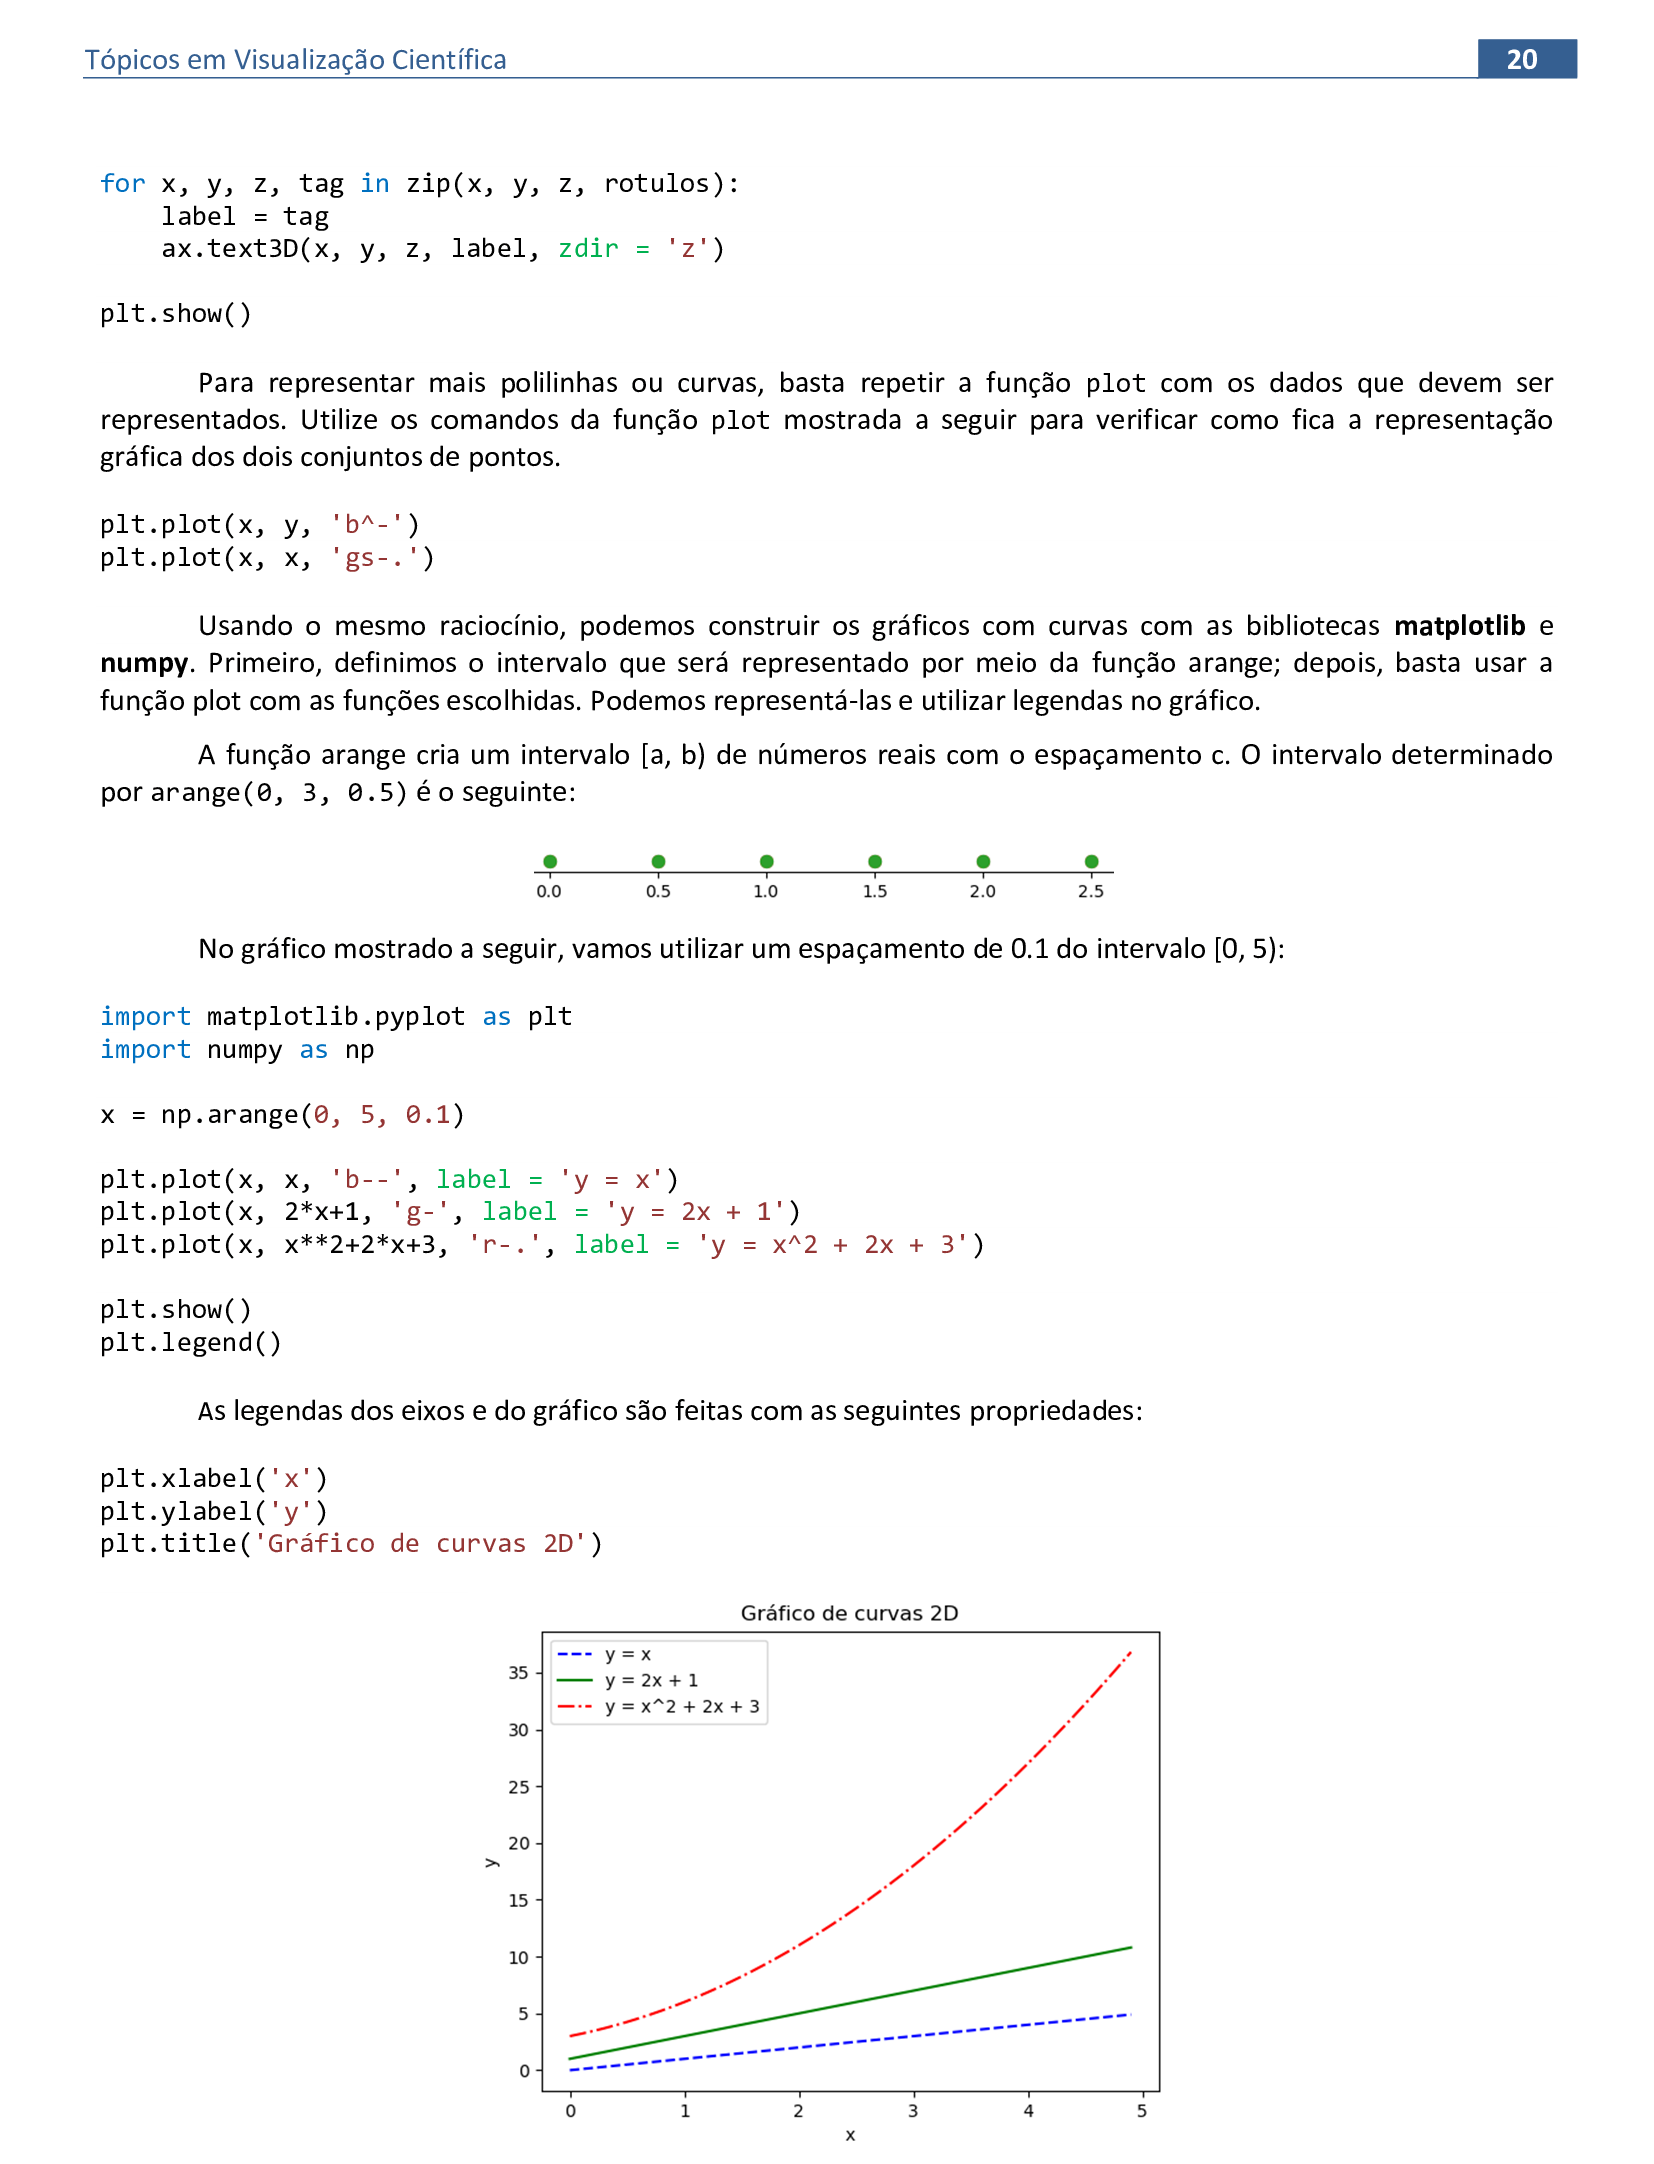 Tópicos em Visualização Científica 20
for x, y, z, tag in zip(x, y, z, rotulos):
    label = tag
    ax.text3D(x, y, z, label, zdir = 'z')
plt.show()
Para representar mais polilinhas ou curvas, basta repetir a função plot com os dados que devem ser
representados. Utilize os comandos da função plot mostrada a seguir para verificar como fica a representação
gráfica dos dois conjuntos de pontos.
plt.plot(x, y, 'b^-')
plt.plot(x, x, 'gs-.')
Usando o mesmo raciocínio, podemos construir os gráficos com curvas com as bibliotecas matplotlib e
numpy. Primeiro, definimos o intervalo que será representado por meio da função arange; depois, basta usar a
função plot com as funções escolhidas. Podemos representá-las e utilizar legendas no gráfico.
A função arange cria um intervalo [a, b) de números reais com o espaçamento c. O intervalo determinado
por arange(0, 3, 0.5) é o seguinte:
0.0 0.5 1.0 1.5 2.0 2.5
No gráfico mostrado a seguir, vamos utilizar um espaçamento de 0.1 do intervalo [0, 5):
import matplotlib.pyplot as plt
import numpy as np
x = np.arange(0, 5, 0.1)
plt.plot(x, x, 'b--', label = 'y = x')
plt.plot(x, 2*x+1, 'g-', label = 'y = 2x + 1')
plt.plot(x, x**2+2*x+3, 'r-.', label = 'y = x^2 + 2x + 3')
plt.show()
plt.legend()
As legendas dos eixos e do gráfico são feitas com as seguintes propriedades:
plt.xlabel('x')
plt.ylabel('y')
plt.title('Gráfico de curvas 2D')
Gráfico de curvas 2D
y = x
y = 2x + 1
y = x^2 + 2x + 3
35
30
25
20
y
15
10
5
0
0 1 2 3 4 5
x